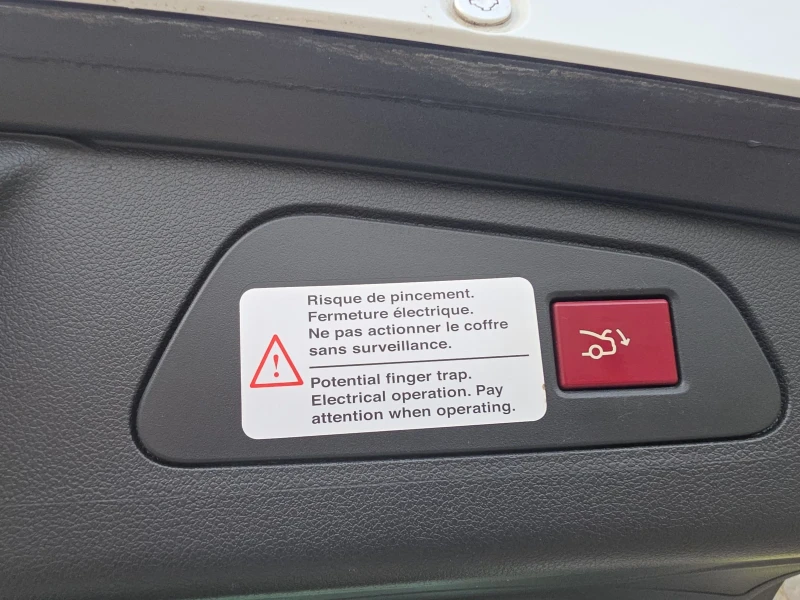 Risque de pincement.
Fermeture électrique.
Ne pas actionner le coffre
sans surveillance.
Potential finger trap.
Electrical operation. Pay
attention when operating.